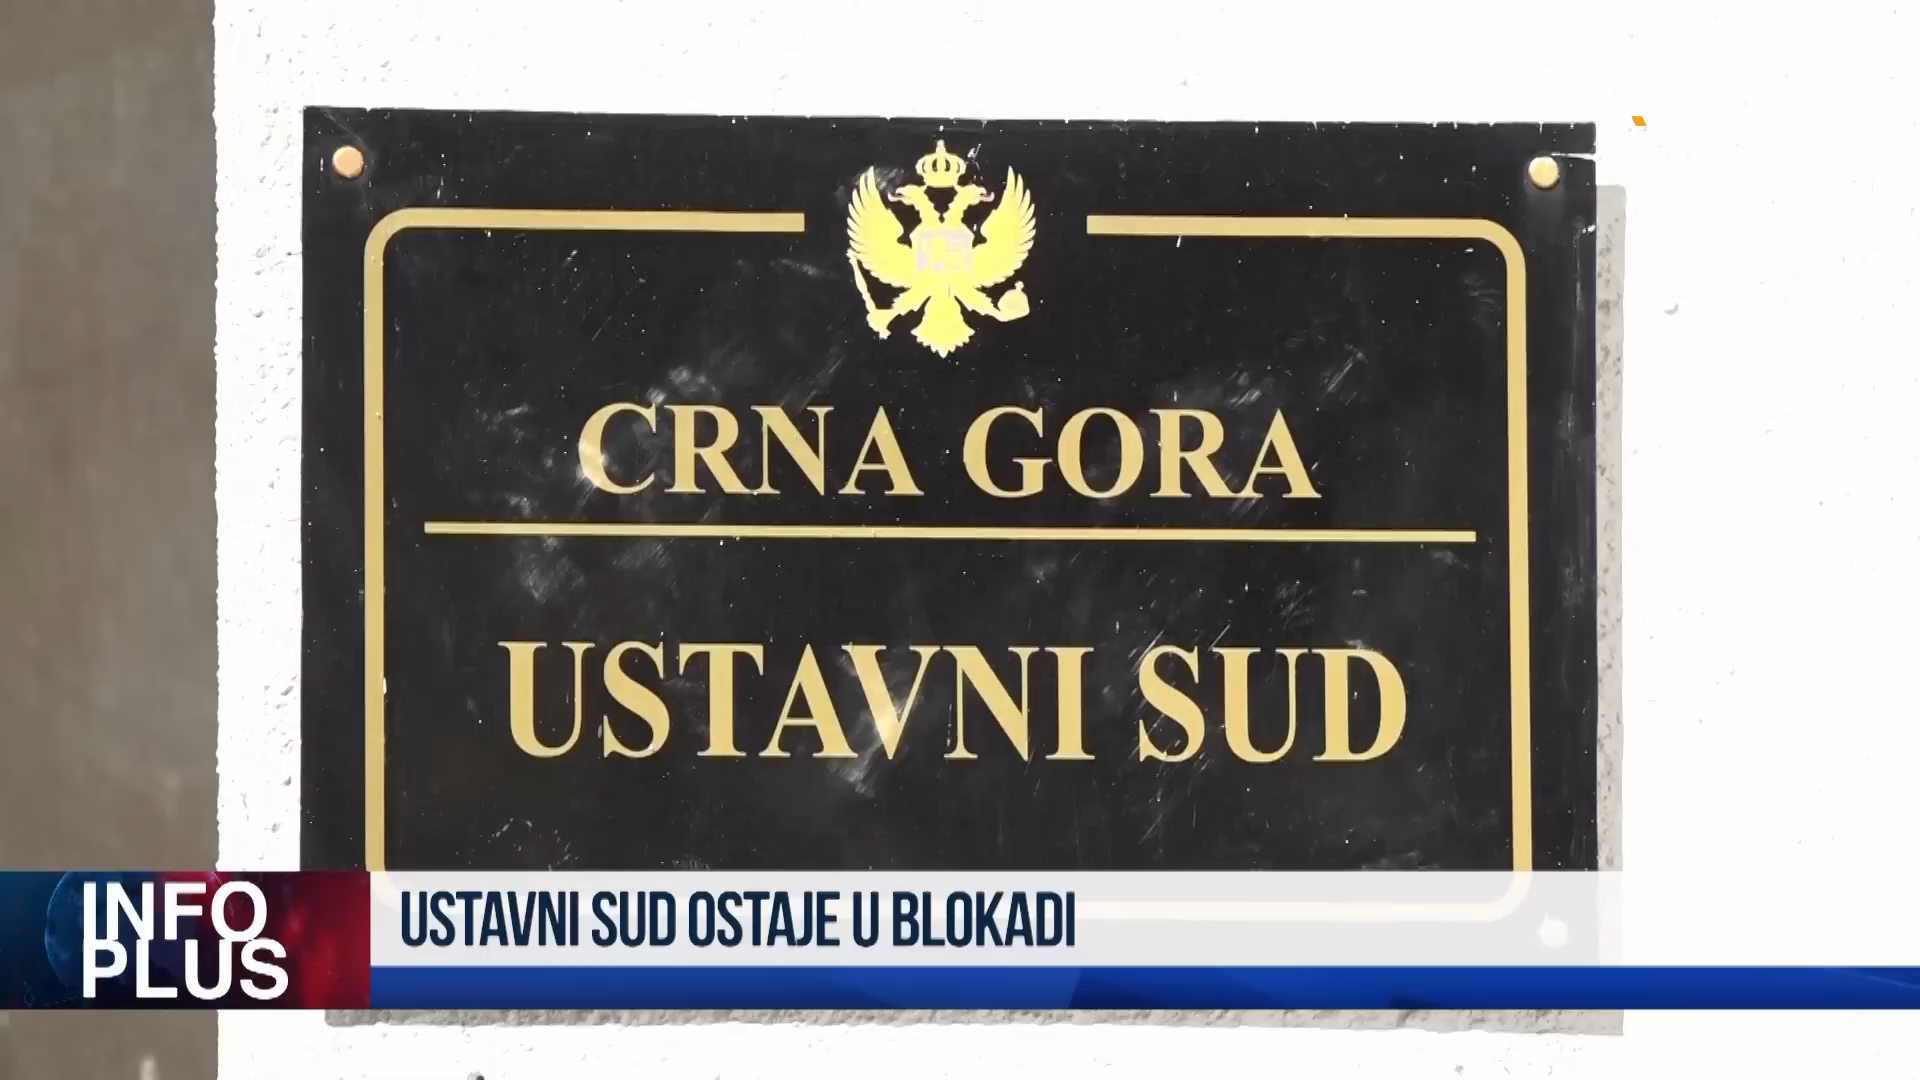 CRNA GORA
USTAVNI SUD
INFO
PLUS
USTAVNI SUD OSTAJE U BLOKADI